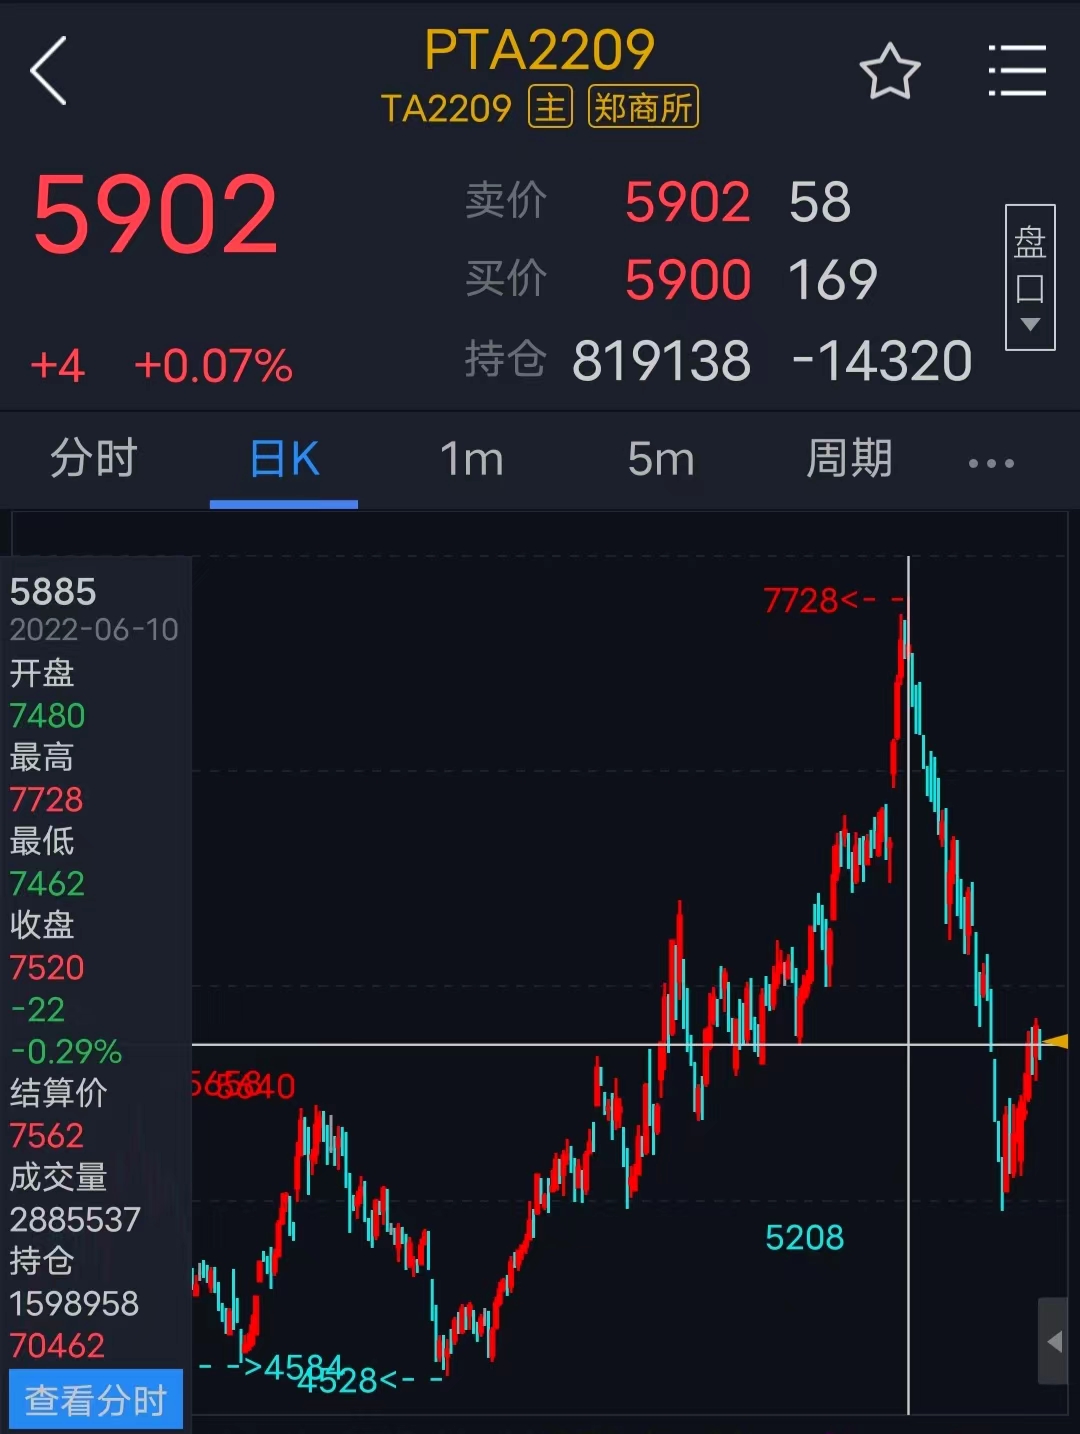 PTA2209
TA2209 主 郑商所
5902
卖价 5902 58
买价 5900 169
+4 +0.07%
持仓 819138 -14320
盘口
分时 日K 1m 5m 周期
5885
2022-06-10
开盘
7480
最高
7728
最低
7462
收盘
7520
-22
-0.29%
结算价
7562
成交量
2885537
持仓
1598958
70462
查看分时
7728<- -
5658
5640
5208
- ->4584
4528<- -